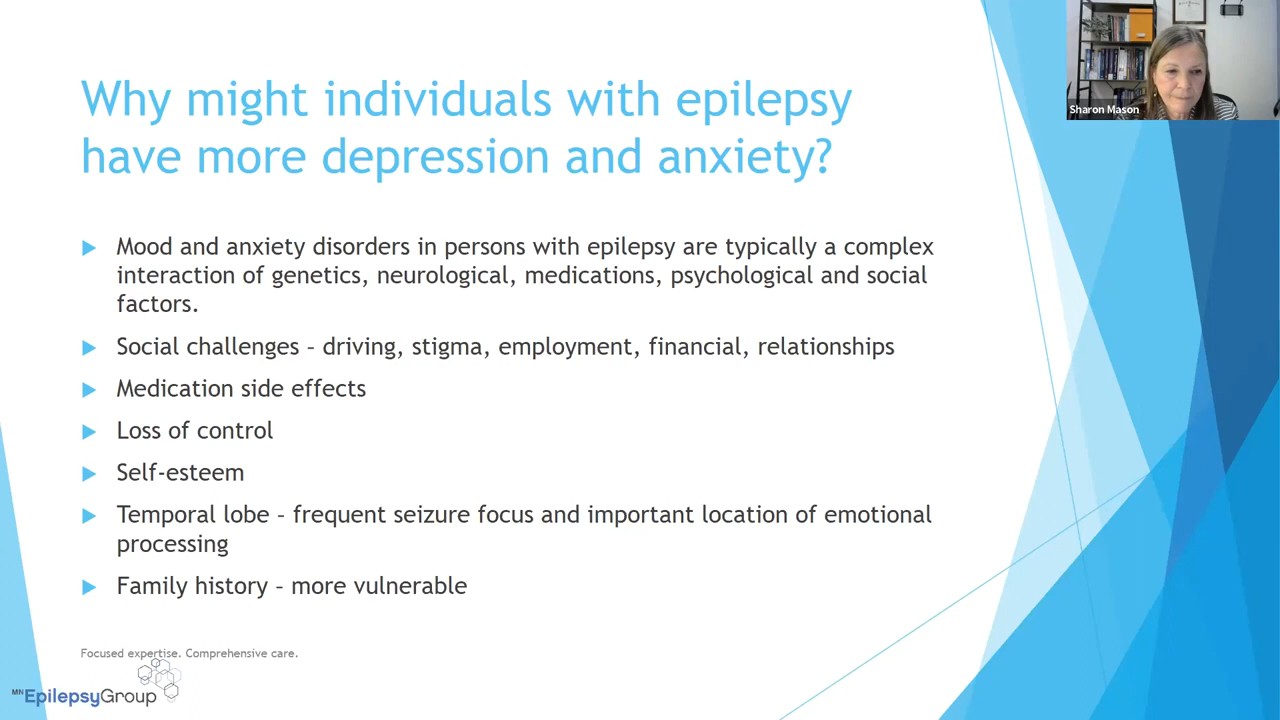 Why might individuals with epilepsy
have more depression and anxiety?
Sharon Mason
Mood and anxiety disorders in persons with epilepsy are typically a complex
interaction of genetics, neurological, medications, psychological and social
factors.
Social challenges – driving, stigma, employment, financial, relationships
Medication side effects
Loss of control
Self-esteem
Temporal lobe – frequent seizure focus and important location of emotional
processing
Family history – more vulnerable
Focused expertise. Comprehensive care.
MN EpilepsyGroup